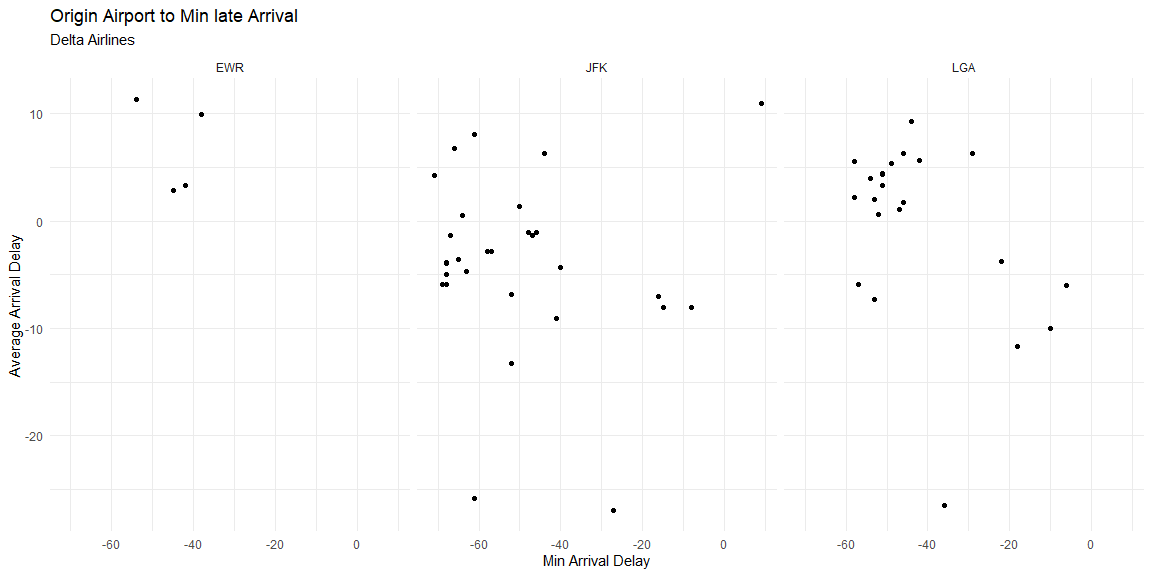 Origin Airport to Min late Arrival
Delta Airlines
EWR JFK LGA
10
0
-10
-20
Average Arrival Delay
-60 -40 -20 0 -60 -40 -20 0 -60 -40 -20 0
Min Arrival Delay